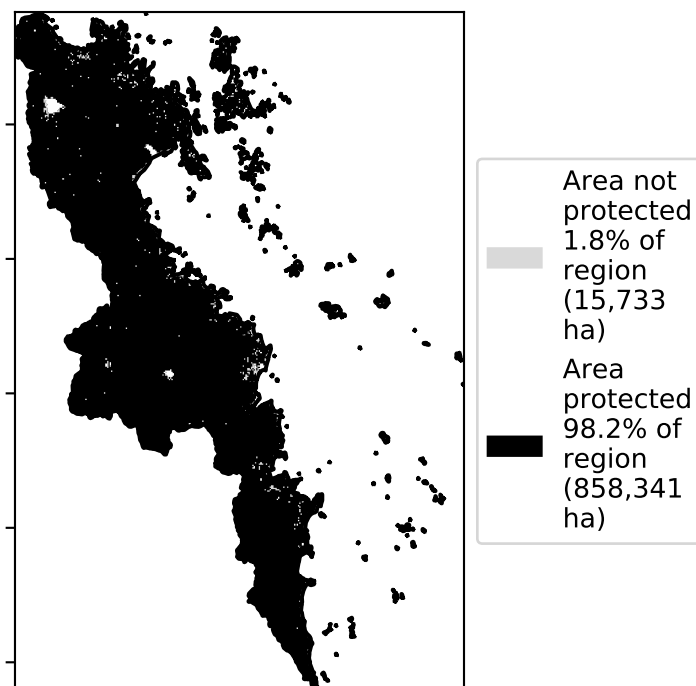 Area not
protected
1.8% of
region
(15,733
ha)
Area
protected
98.2% of
region
(858,341
ha)